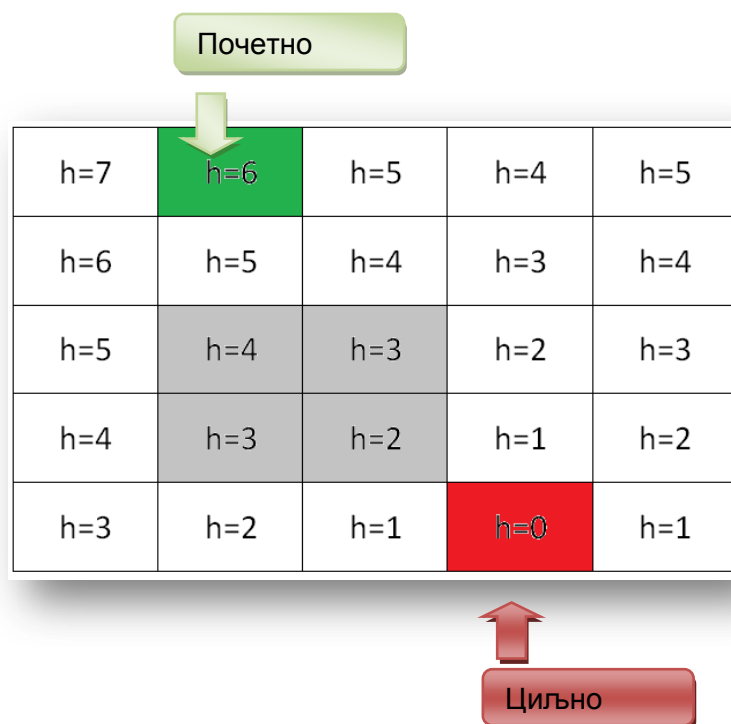 Почетно
h=7 h=6 h=5 h=4 h=5
h=6 h=5 h=4 h=3 h=4
h=5 h=4 h=3 h=2 h=3
h=4 h=3 h=2 h=1 h=2
h=3 h=2 h=1 h=0 h=1
Циљно